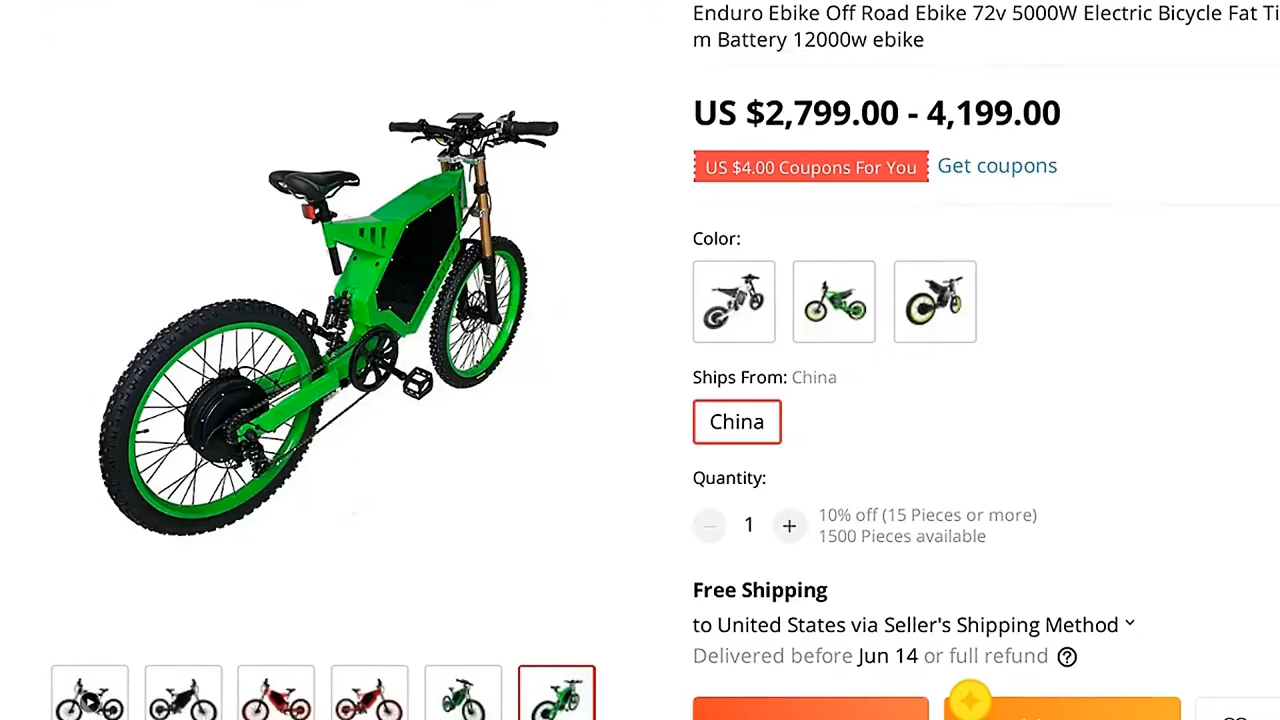 Enduro Ebike Off Road Ebike 72v 5000W Electric Bicycle Fat Ti
m Battery 12000w ebike
US $2,799.00 - 4,199.00
US $4.00 Coupons For You Get coupons
Color:
Ships From: China
China
Quantity:
1
10% off (15 Pieces or more)
1500 Pieces available
Free Shipping
to United States via Seller's Shipping Method
Delivered before Jun 14 or full refund